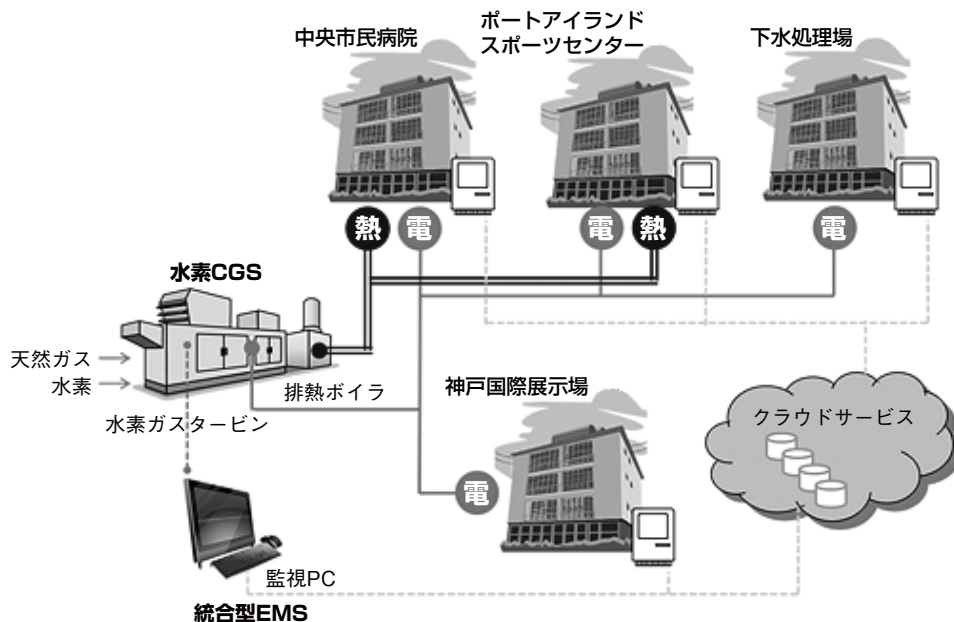 中央市民病院
ポートアイランド
スポーツセンター
下水処理場
熱
電
電
熱
電
水素CGS
天然ガス
水素
排熱ボイラ
水素ガスタービン
神戸国際展示場
クラウドサービス
電
監視PC
統合型EMS